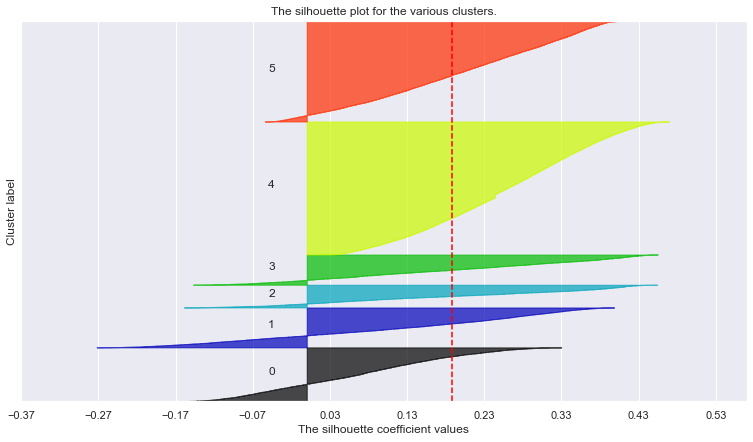 The silhouette plot for the various clusters.
5
4
3
2
1
0
Cluster label
−0.37 −0.27 −0.17 −0.07 0.03 0.13 0.23 0.33 0.43 0.53
The silhouette coefficient values